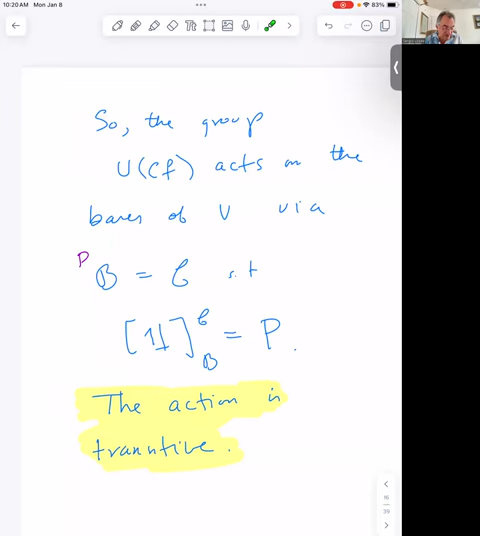 10:20 AM Mon Jan 8
83%
So, the group
U(Cf) acts on the
bases of V via
P B = C s.t
[1]^C_B = P.
The action is
transitive.
16
39